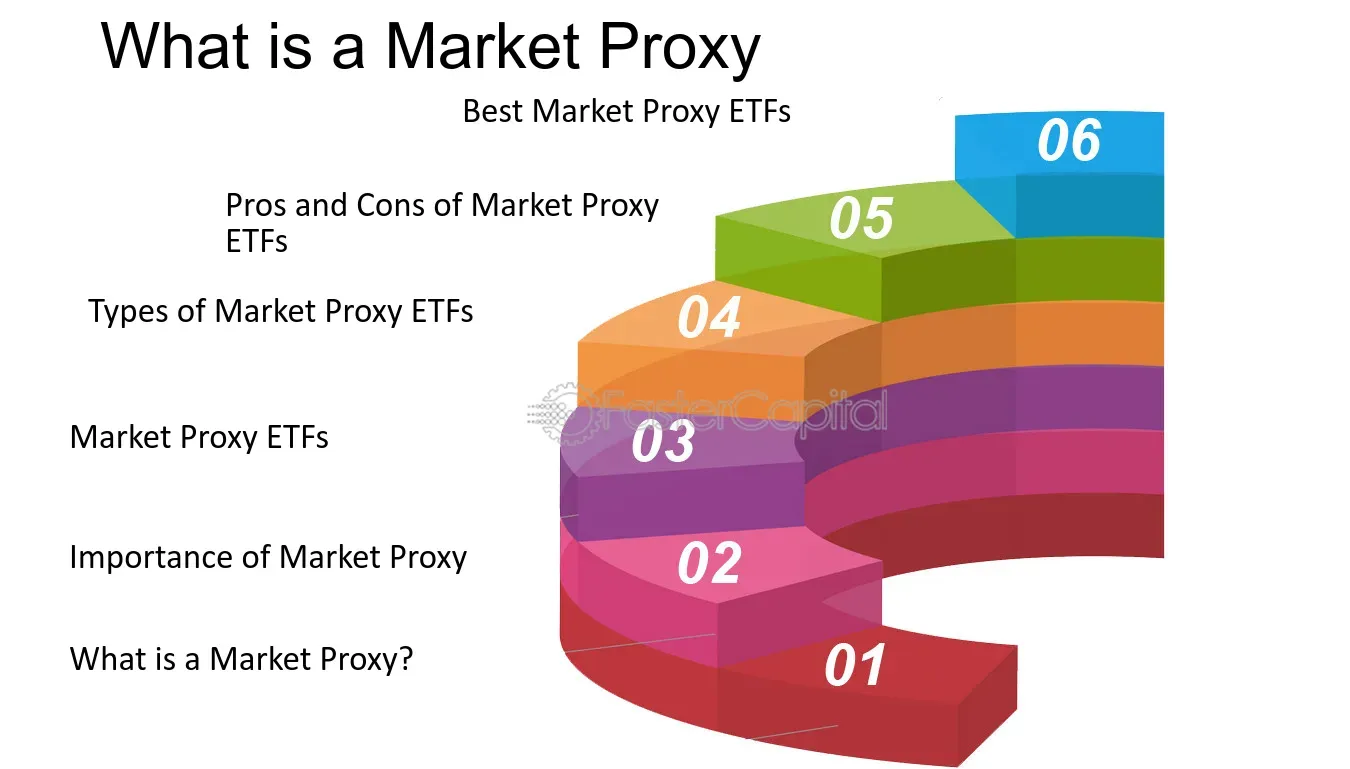 What is a Market Proxy
Best Market Proxy ETFs
06
Pros and Cons of Market Proxy
ETFs
05
Types of Market Proxy ETFs
04
FasterCapital
Market Proxy ETFs
03
Importance of Market Proxy
02
What is a Market Proxy?
01